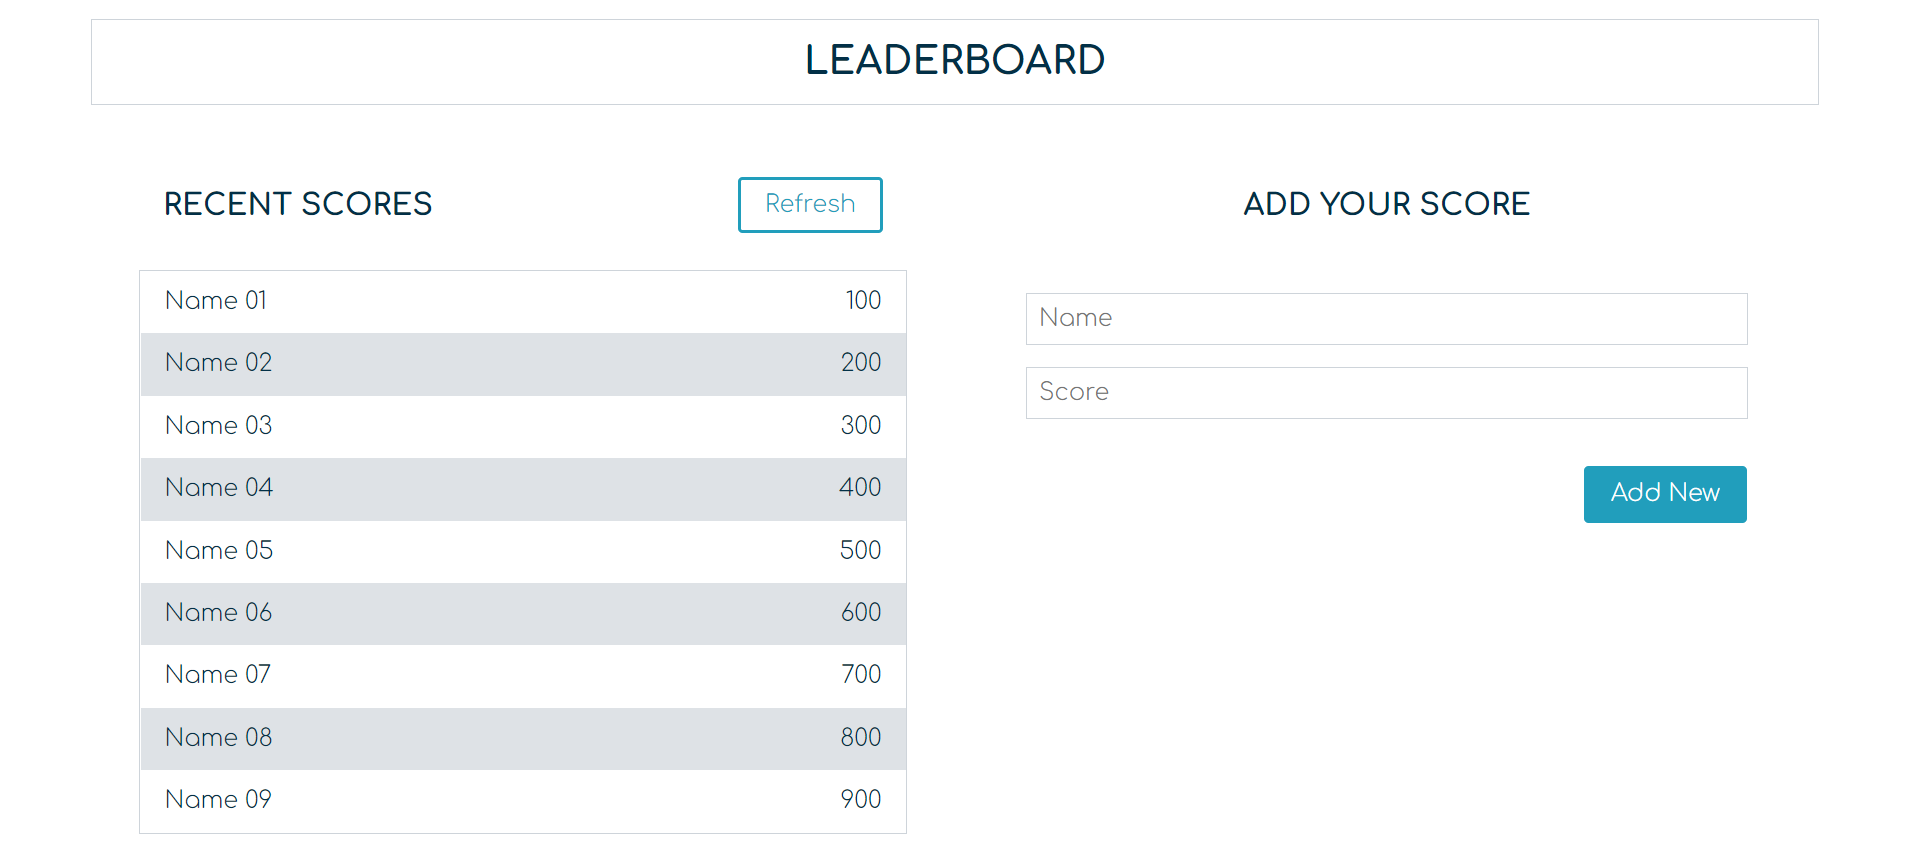 LEADERBOARD
RECENT SCORES
Refresh
Name 01 100
Name 02 200
Name 03 300
Name 04 400
Name 05 500
Name 06 600
Name 07 700
Name 08 800
Name 09 900
ADD YOUR SCORE
Name
Score
Add New